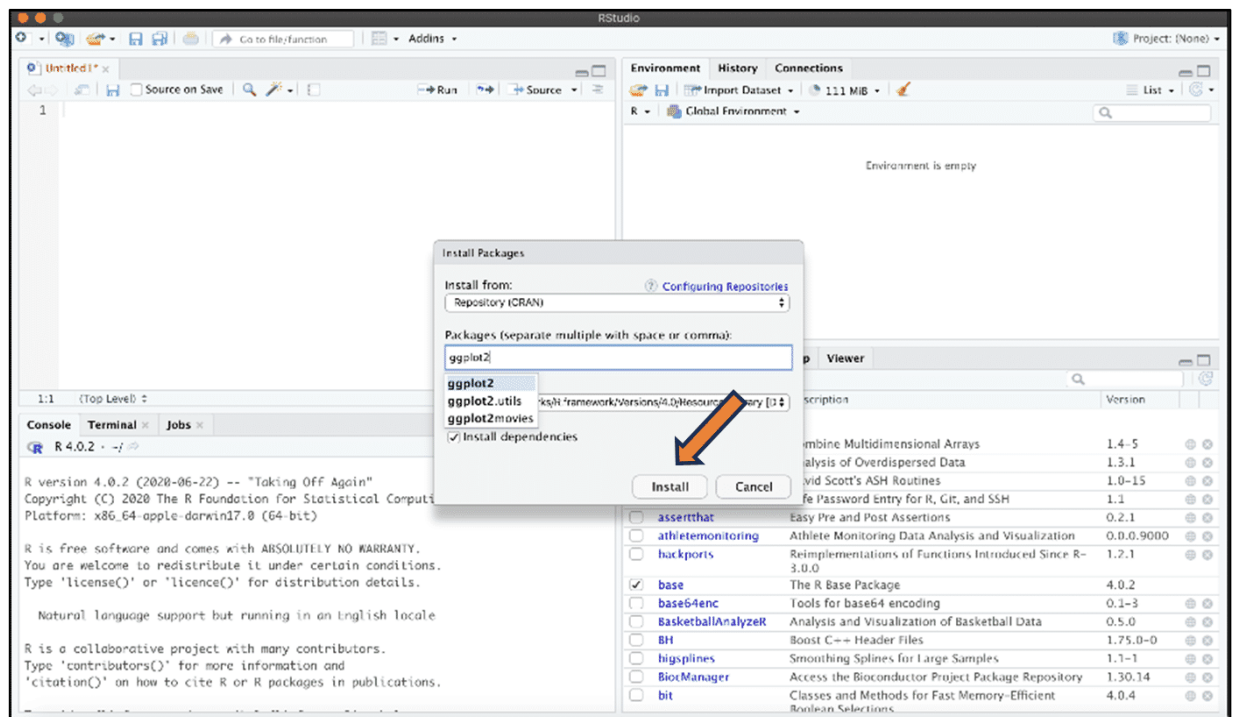 RStudio
Go to file/function
Addins
Project: (None)
Untitled1*
Source on Save
Run
Source
1
1:1
(Top Level)
Console
Terminal
Jobs
R 4.0.2 · ~/
R version 4.0.2 (2020-06-22) -- "Taking Off Again"
Copyright (C) 2020 The R Foundation for Statistical Computi
Platform: x86_64-apple-darwin17.0 (64-bit)
R is free software and comes with ABSOLUTELY NO WARRANTY.
You are welcome to redistribute it under certain conditions.
Type 'license()' or 'licence()' for distribution details.
Natural language support but running in an English locale
R is a collaborative project with many contributors.
Type 'contributors()' for more information and
'citation()' on how to cite R or R packages in publications.
Environment
History
Connections
Import Dataset
111 MiB
List
R
Global Environment
Environment is empty
Install Packages
Install from:
Configuring Repositories
Repository (CRAN)
Packages (separate multiple with space or comma):
ggplot2
ggplot2
ggplot2.utils
ggplot2movies
rks/R.framework/Versions/4.0/Resour
rary [D
Install dependencies
Install
Cancel
p
Viewer
scription
Version
ombine Multidimensional Arrays 1.4-5
nalysis of Overdispersed Data 1.3.1
avid Scott's ASH Routines 1.0-15
fe Password Entry for R, Git, and SSH 1.1
assertthat Easy Pre and Post Assertions 0.2.1
athletemonitoring Athlete Monitoring Data Analysis and Visualization 0.0.0.9000
backports Reimplementations of Functions Introduced Since R- 1.2.1
3.0.0
base The R Base Package 4.0.2
base64enc Tools for base64 encoding 0.1-3
BasketballAnalyzeR Analysis and Visualization of Basketball Data 0.5.0
BH Boost C++ Header Files 1.75.0-0
bigsplines Smoothing Splines for Large Samples 1.1-1
BiocManager Access the Bioconductor Project Package Repository 1.30.14
bit Classes and Methods for Fast Memory-Efficient 4.0.4
Boolean Selections